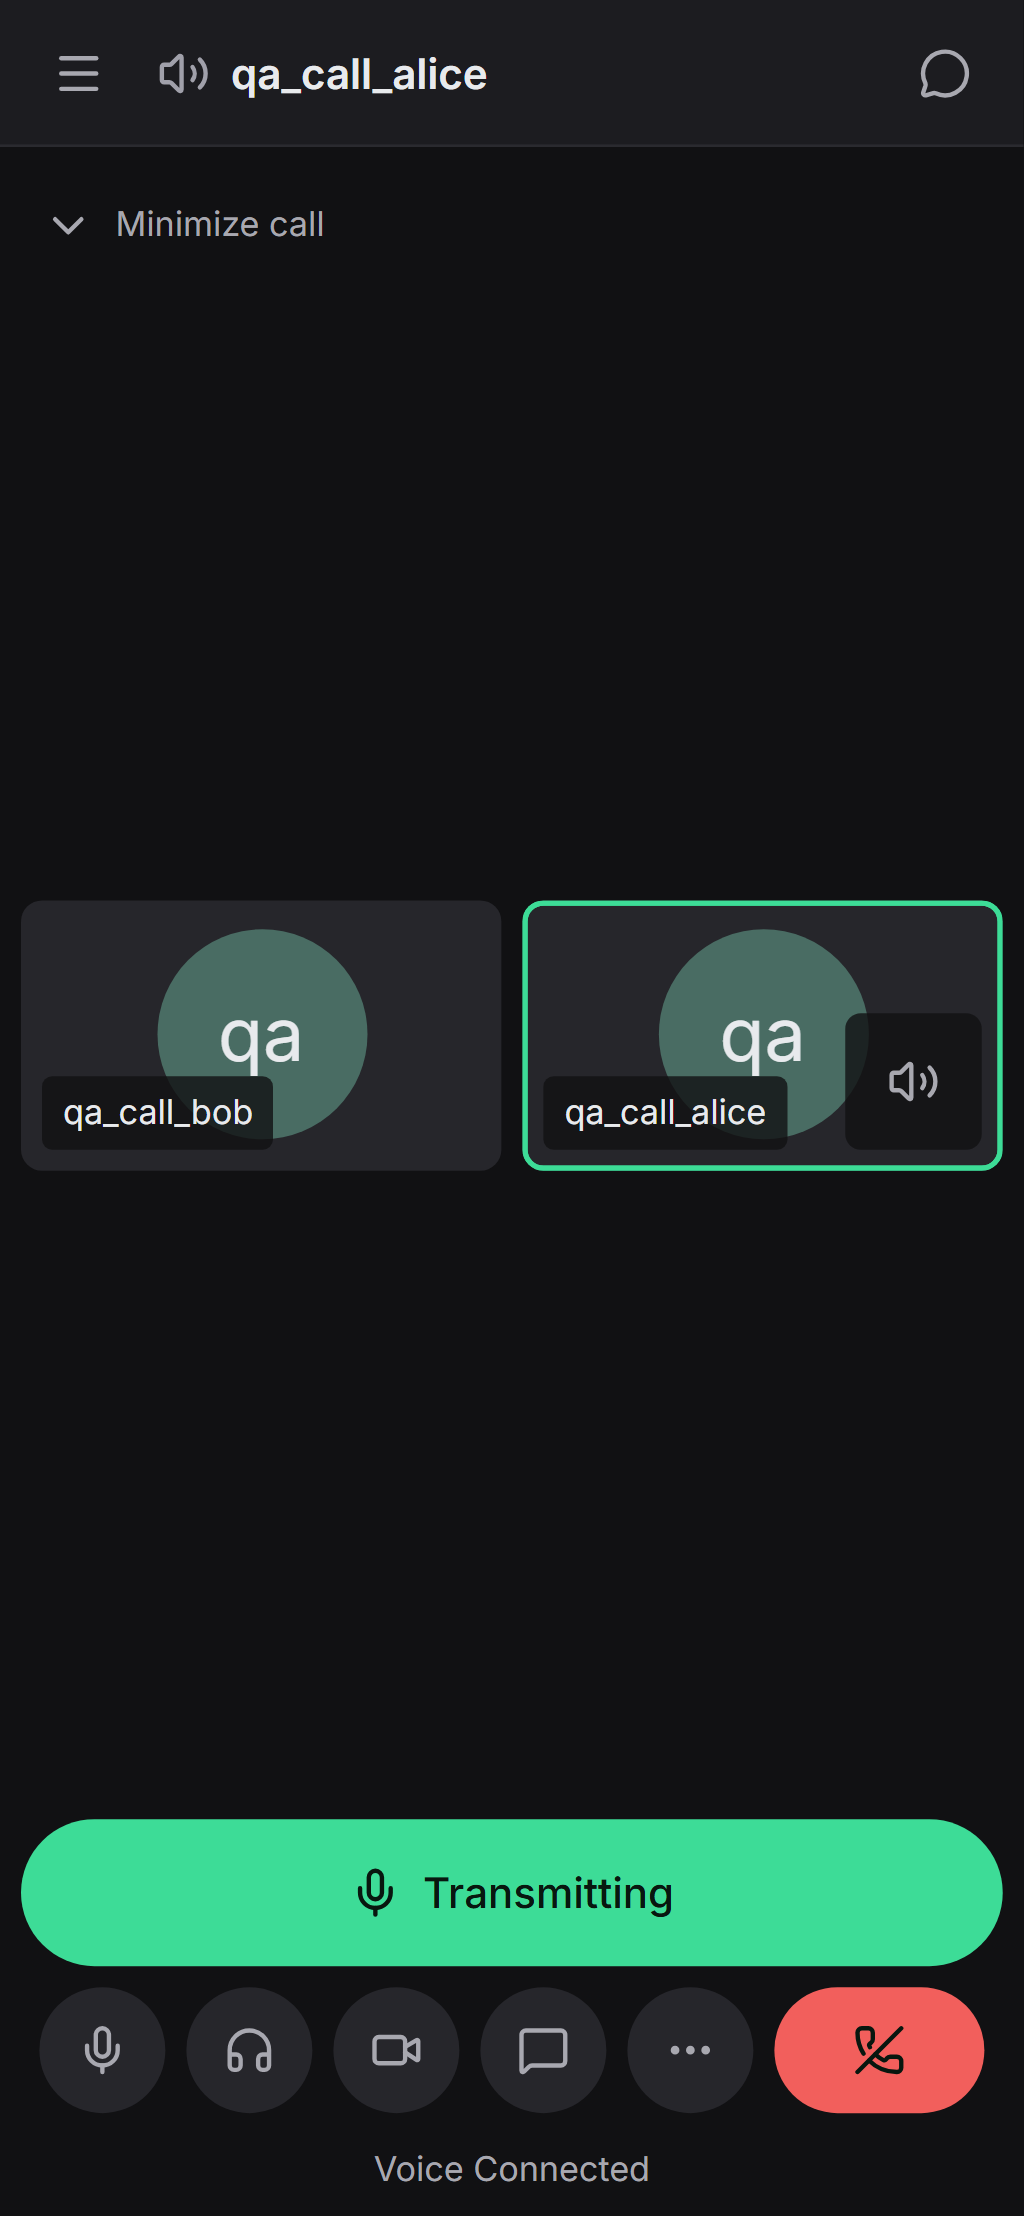 qa_call_alice
Minimize call
qa
qa_call_bob
qa
qa_call_alice
Transmitting
Voice Connected